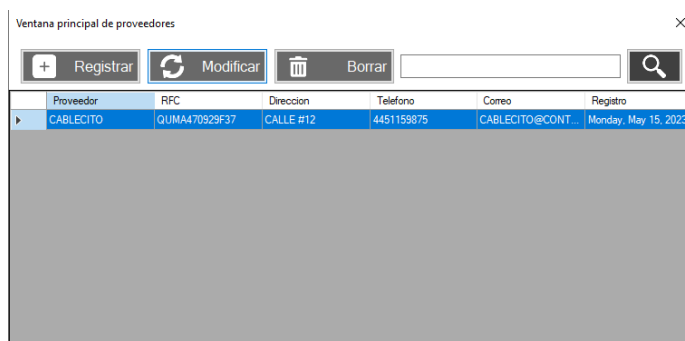 Ventana principal de proveedores
Registrar Modificar Borrar
Proveedor RFC Direccion Telefono Correo Registro
CABLECITO QUMA470929F37 CALLE #12 4451159875 CABLECITO@CONT... Monday, May 15, 2023